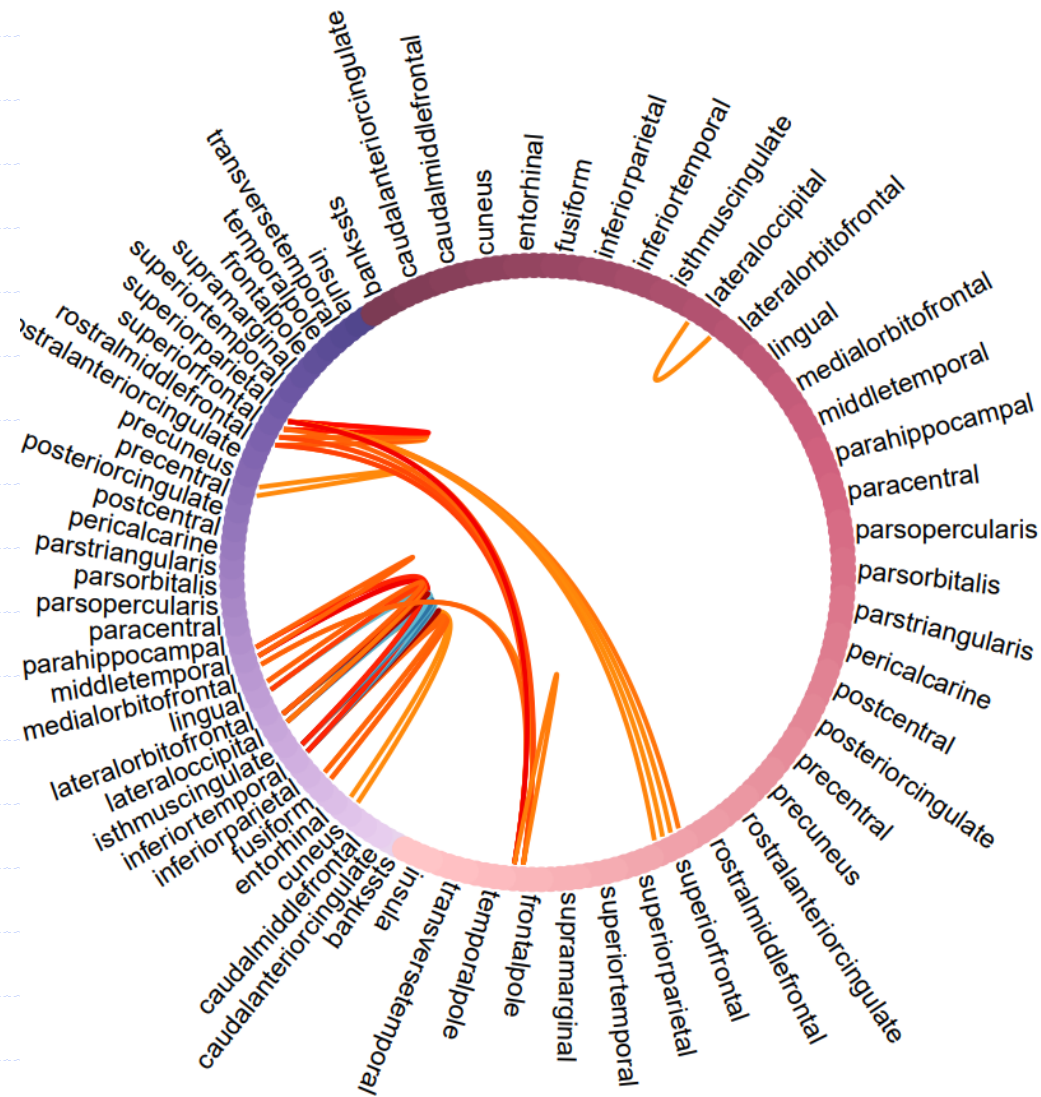 bankssts
caudalanteriorcingulate
caudalmiddlefrontal
cuneus
entorhinal
fusiform
inferiorparietal
inferiortemporal
isthmuscingulate
lateraloccipital
lateralorbitofrontal
lingual
medialorbitofrontal
middletemporal
parahippocampal
paracentral
parsopercularis
parsorbitalis
parstriangularis
pericalcarine
postcentral
posteriorcingulate
precentral
precuneus
rostralanteriorcingulate
rostralmiddlefrontal
superiorfrontal
superiorparietal
superiortemporal
supramarginal
frontalpole
temporalpole
transversetemporal
insula
bankssts
caudalanteriorcingulate
caudalmiddlefrontal
cuneus
entorhinal
fusiform
inferiorparietal
inferiortemporal
isthmuscingulate
lateraloccipital
lateralorbitofrontal
lingual
medialorbitofrontal
middletemporal
parahippocampal
paracentral
parsopercularis
parsorbitalis
parstriangularis
pericalcarine
postcentral
posteriorcingulate
precentral
precuneus
ostralanteriorcingulate
rostralmiddlefrontal
superiorfrontal
superiorparietal
superiortemporal
supramarginal
frontalpole
temporalpole
transversetemporal
insula